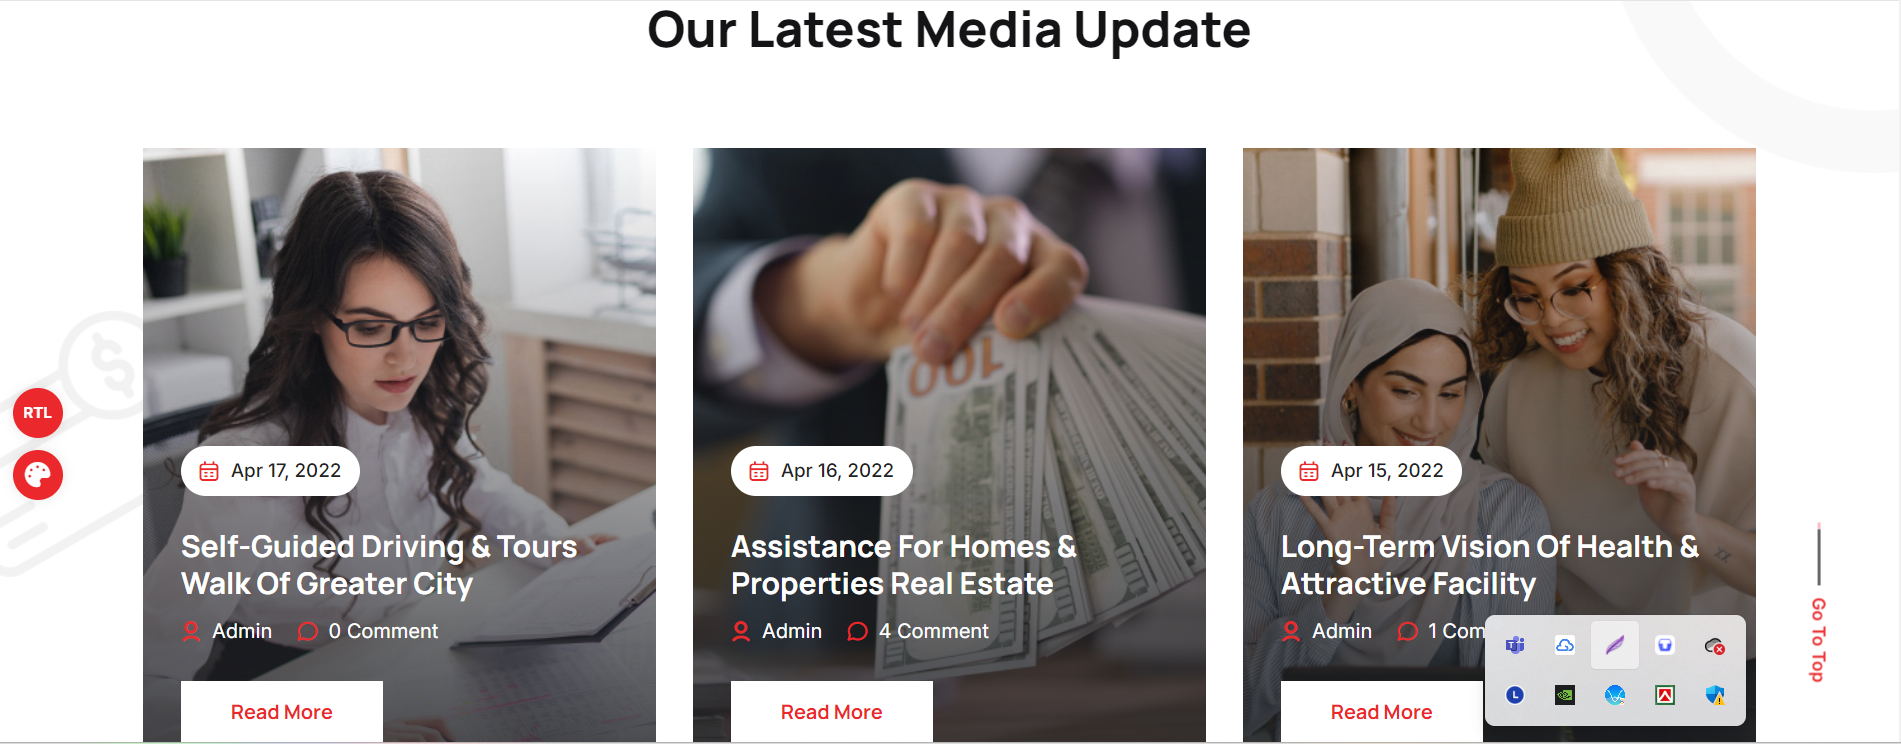 Our Latest Media Update
RTL
100
Apr 17, 2022
Self-Guided Driving & Tours
Walk Of Greater City
Admin
0 Comment
Read More
Apr 16, 2022
Assistance For Homes &
Properties Real Estate
Admin
4 Comment
Read More
Apr 15, 2022
Long-Term Vision Of Health &
Attractive Facility
Admin
1 Com
Read More
Go To Top